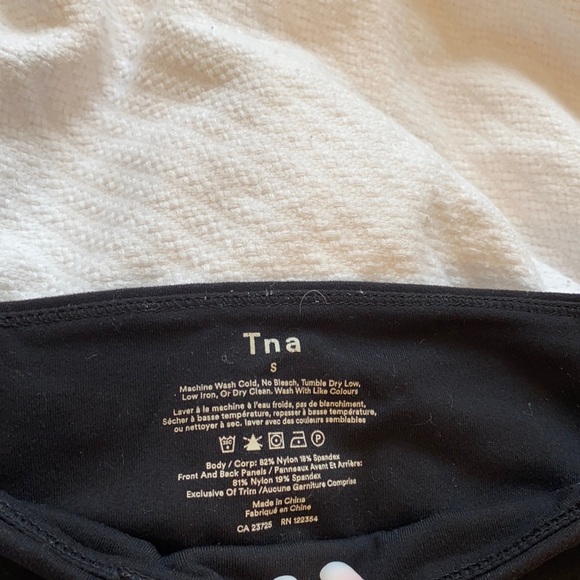 Tna
S
Machine Wash Cold, No Bleach, Tumble Dry Low,
Low Iron, Or Dry Clean. Wash With Like Colours
Laver à la machine à l'eau froide, pas de blanchiment,
Sécher à basse température, repasser à basse température,
ou nettoyer à sec. laver avec des couleurs semblables
Body / Corp: 82% Nylon 18% Spandex
Front And Back Panels / Panneaux Avant Et Arrière:
81% Nylon 19% Spandex
Exclusive Of Trim /Aucune Garniture Comprise
Made in China
Fabriqué en Chine
CA 23725 RN 122354